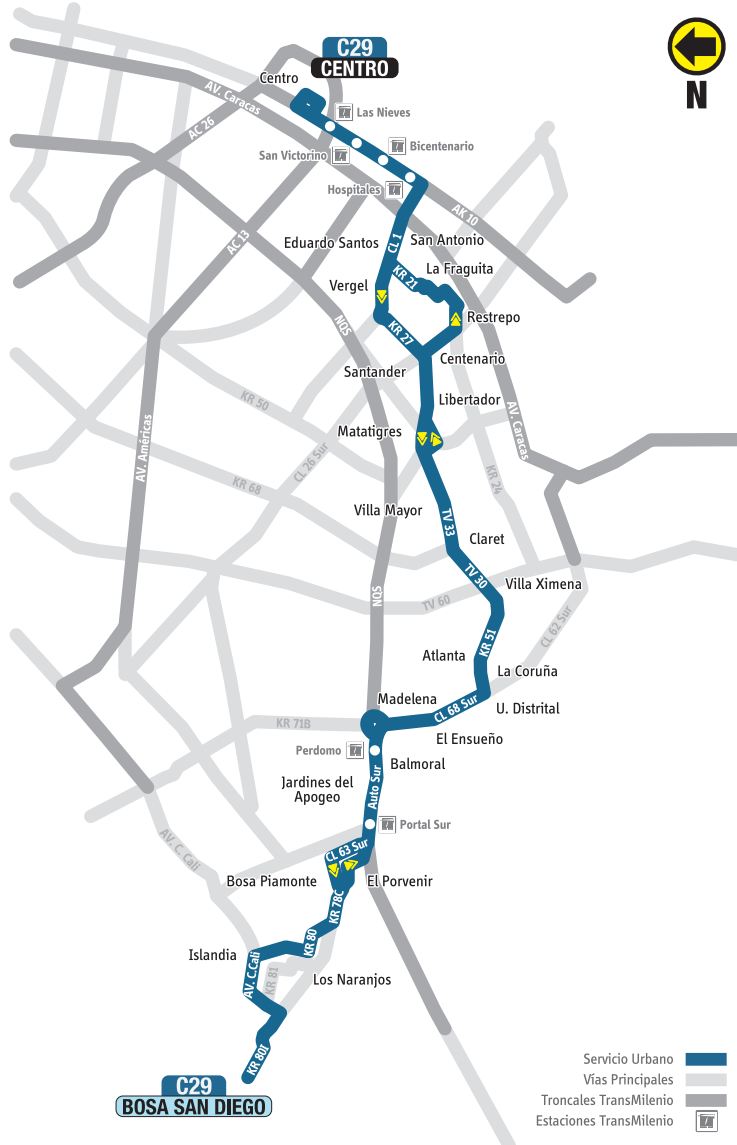 C29
CENTRO
N
Centro
AV. Caracas
Las Nieves
AC 26
San Victorino
Bicentenario
Hospitales
AK 10
AC 13
Eduardo Santos
CL 1
San Antonio
KR 21
La Fraguita
Vergel
NQS
KR 27
Restrepo
Centenario
Santander
KR 50
Libertador
AV. Caracas
Matatigres
AV. Américas
CL 26 Sur
KR 68
KR 24
Villa Mayor
TV 33
Claret
TV 30
Villa Ximena
NQS
TV 60
CL 62 Sur
KR 51
Atlanta
La Coruña
Madelena
CL 68 Sur
U. Distrital
KR 71B
El Ensueño
Perdomo
Balmoral
Jardines del
Apogeo
Auto Sur
Portal Sur
AV. C. Cali
CL 63 Sur
Bosa Piamonte
El Porvenir
KR 78C
KR 80
Islandia
AV. C.Cali
KR 81
Los Naranjos
KR 80I
C29
BOSA SAN DIEGO
Servicio Urbano
Vías Principales
Troncales TransMilenio
Estaciones TransMilenio